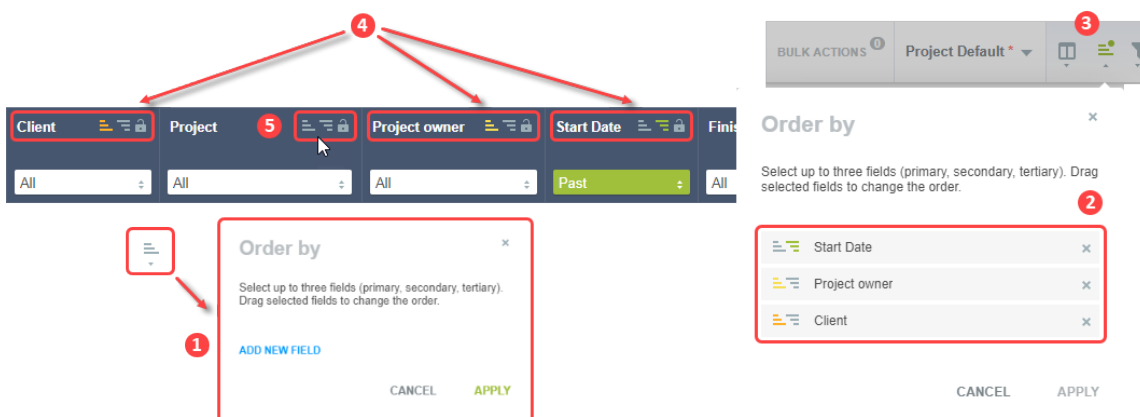 4
3
BULK ACTIONS 0
Project Default *
Client
Project
5
Project owner
Start Date
Finis
All
All
All
Past
All
Order by
×
Select up to three fields (primary, secondary, tertiary).
Drag selected fields to change the order.
1
ADD NEW FIELD
CANCEL
APPLY
Order by
×
Select up to three fields (primary, secondary, tertiary). Drag
selected fields to change the order.
2
Start Date ×
Project owner ×
Client ×
CANCEL
APPLY